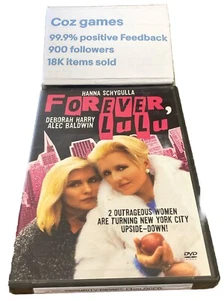 Coz games
99.9% positive Feedback
900 followers
18K items sold
HANNA SCHYGULLA
FOREVER,
LULU
DEBORAH HARRY
ALEC BALDWIN
2 OUTRAGEOUS WOMEN
ARE TURNING NEW YORK CITY
UPSIDE-DOWN!
DVD